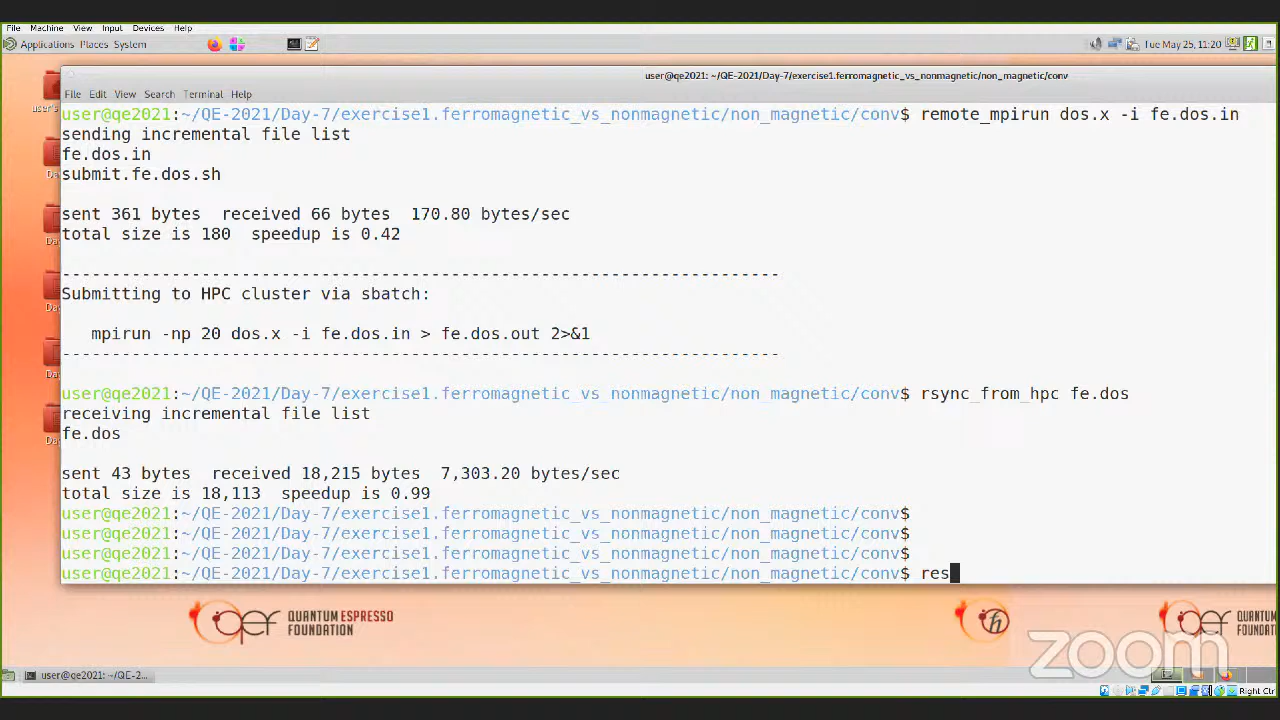 File Machine View Input Devices Help
Applications Places System
Tue May 25, 11:20
user@qe2021: ~/QE-2021/Day-7/exercise1.ferromagnetic_vs_nonmagnetic/non_magnetic/conv
File Edit View Search Terminal Help
user's
user@qe2021:~/QE-2021/Day-7/exercise1.ferromagnetic_vs_nonmagnetic/non_magnetic/conv$ remote_mpirun dos.x -i fe.dos.in
sending incremental file list
fe.dos.in
submit.fe.dos.sh
sent 361 bytes  received 66 bytes  170.80 bytes/sec
total size is 180  speedup is 0.42
------------------------------------------------------------------------
Submitting to HPC cluster via sbatch:
mpirun -np 20 dos.x -i fe.dos.in > fe.dos.out 2>&1
------------------------------------------------------------------------
user@qe2021:~/QE-2021/Day-7/exercise1.ferromagnetic_vs_nonmagnetic/non_magnetic/conv$ rsync_from_hpc fe.dos
receiving incremental file list
fe.dos
sent 43 bytes  received 18,215 bytes  7,303.20 bytes/sec
total size is 18,113  speedup is 0.99
user@qe2021:~/QE-2021/Day-7/exercise1.ferromagnetic_vs_nonmagnetic/non_magnetic/conv$
user@qe2021:~/QE-2021/Day-7/exercise1.ferromagnetic_vs_nonmagnetic/non_magnetic/conv$
user@qe2021:~/QE-2021/Day-7/exercise1.ferromagnetic_vs_nonmagnetic/non_magnetic/conv$
user@qe2021:~/QE-2021/Day-7/exercise1.ferromagnetic_vs_nonmagnetic/non_magnetic/conv$ res
QUANTUM ESPRESSO
FOUNDATION
zoom
user@qe2021: ~/QE-2...
Right Ctrl